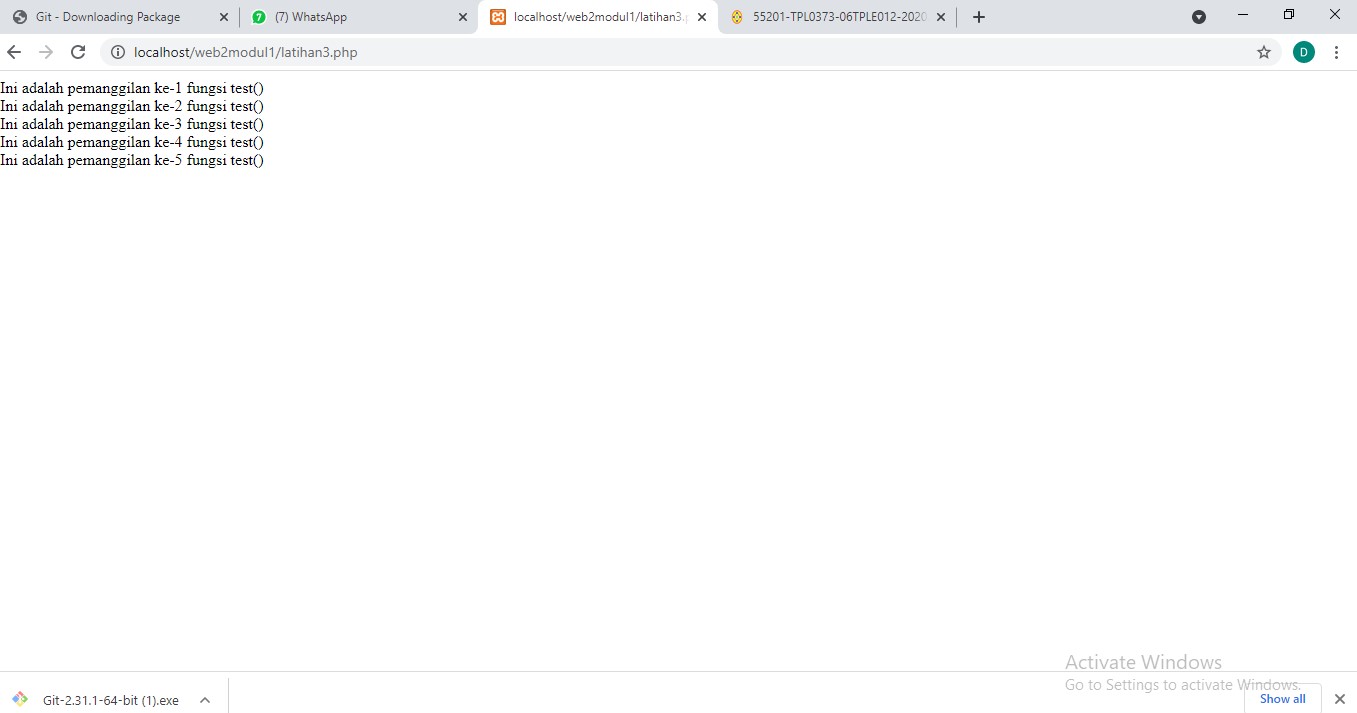 Git - Downloading Package
7 (7) WhatsApp
localhost/web2modul1/latihan3.p
55201-TPL0373-06TPLE012-2020
localhost/web2modul1/latihan3.php
D
Ini adalah pemanggilan ke-1 fungsi test()
Ini adalah pemanggilan ke-2 fungsi test()
Ini adalah pemanggilan ke-3 fungsi test()
Ini adalah pemanggilan ke-4 fungsi test()
Ini adalah pemanggilan ke-5 fungsi test()
Activate Windows
Go to Settings to activate Windows.
Git-2.31.1-64-bit (1).exe
Show all